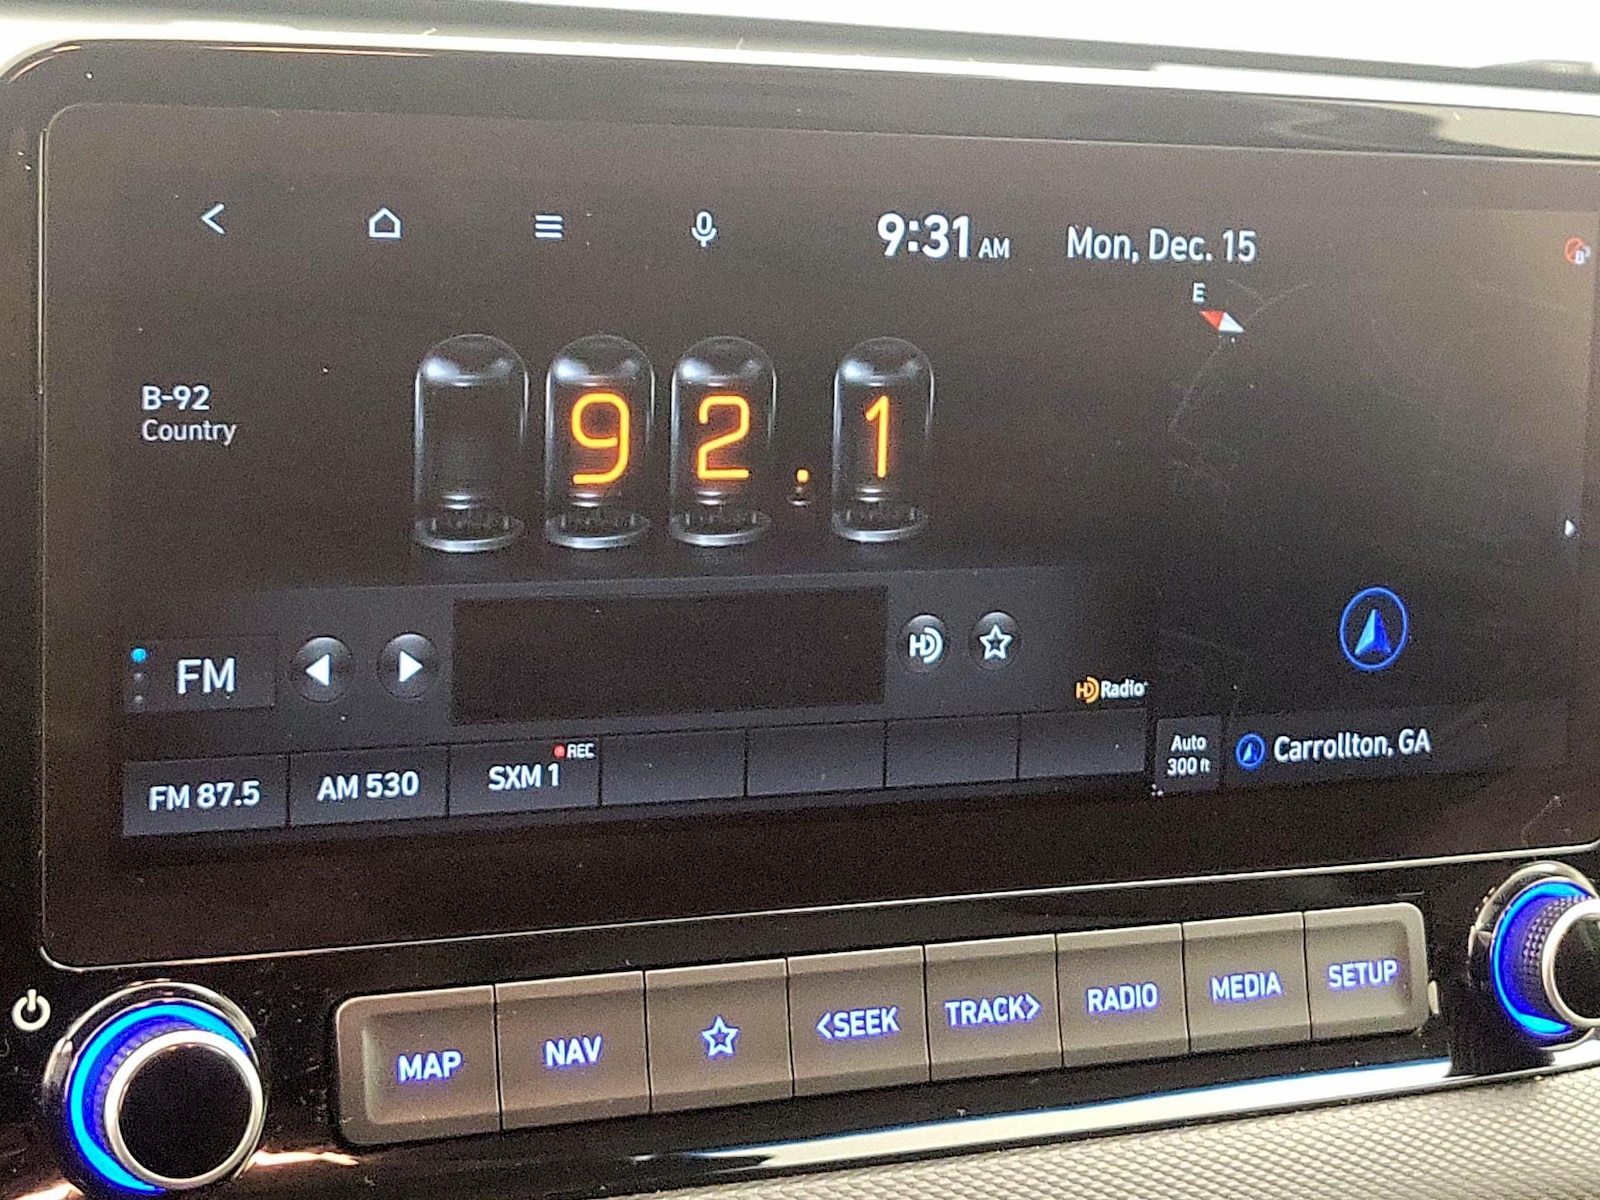 9:31 AM Mon, Dec. 15
E
B-92
Country
92.1
FM
HD
HD Radio
FM 87.5
AM 530
SXM 1
REC
Auto
300 ft
Carrollton, GA
MAP
NAV
<SEEK
TRACK>
RADIO
MEDIA
SETUP